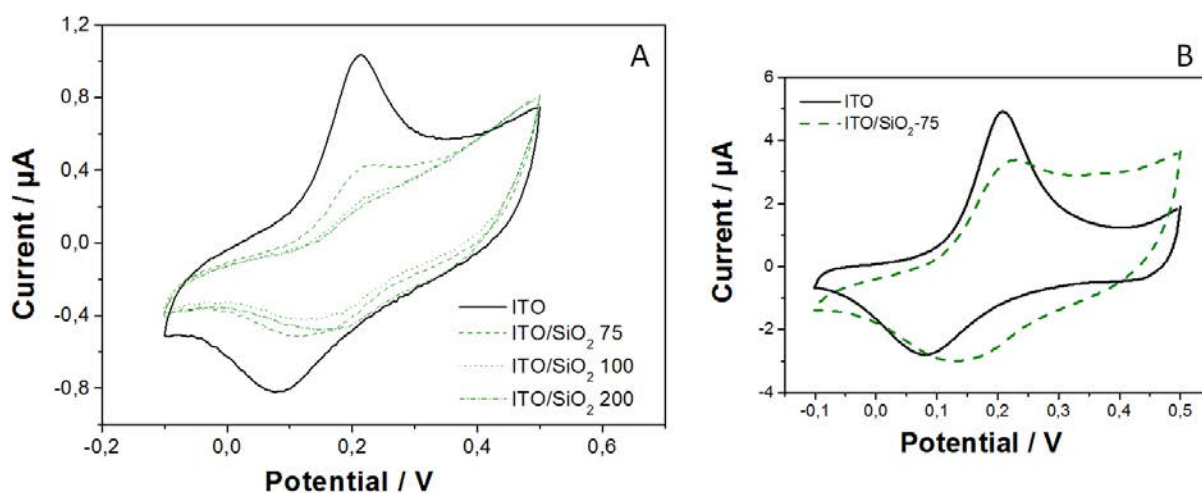 A
1,2
0,8
0,4
0,0
-0,4
-0,8
Current / µA
ITO
ITO/SiO2 75
ITO/SiO2 100
ITO/SiO2 200
-0,2
0,0
0,2
0,4
0,6
Potential / V
B
6
4
2
0
-2
-4
Current / µA
ITO
ITO/SiO2-75
-0,1
0,0
0,1
0,2
0,3
0,4
0,5
Potential / V